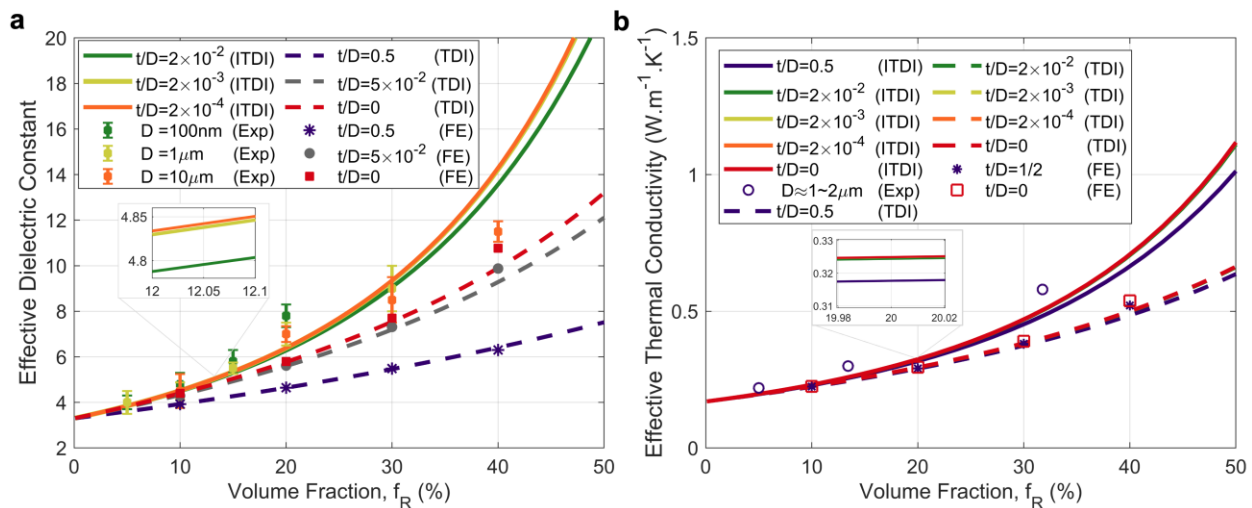 a
Effective Dielectric Constant
20
18
16
14
12
10
8
6
4
2
t/D=2×10⁻² (ITDI)
t/D=2×10⁻³ (ITDI)
t/D=2×10⁻⁴ (ITDI)
D =100nm (Exp)
D =1μm (Exp)
D =10μm (Exp)
t/D=0.5 (TDI)
t/D=5×10⁻² (TDI)
t/D=0 (TDI)
t/D=0.5 (FE)
t/D=5×10⁻² (FE)
t/D=0 (FE)
4.85
4.8
12 12.05 12.1
0 10 20 30 40 50
Volume Fraction, f_R (%)
b
Effective Thermal Conductivity (W.m⁻¹.K⁻¹)
1.5
1
0.5
0
t/D=0.5 (ITDI)
t/D=2×10⁻² (ITDI)
t/D=2×10⁻³ (ITDI)
t/D=2×10⁻⁴ (ITDI)
t/D=0 (ITDI)
D≈1~2μm (Exp)
t/D=0.5 (TDI)
t/D=2×10⁻² (TDI)
t/D=2×10⁻³ (TDI)
t/D=2×10⁻⁴ (TDI)
t/D=0 (TDI)
t/D=1/2 (FE)
t/D=0 (FE)
0.33
0.32
0.31
19.98 20 20.02
0 10 20 30 40 50
Volume Fraction, f_R (%)